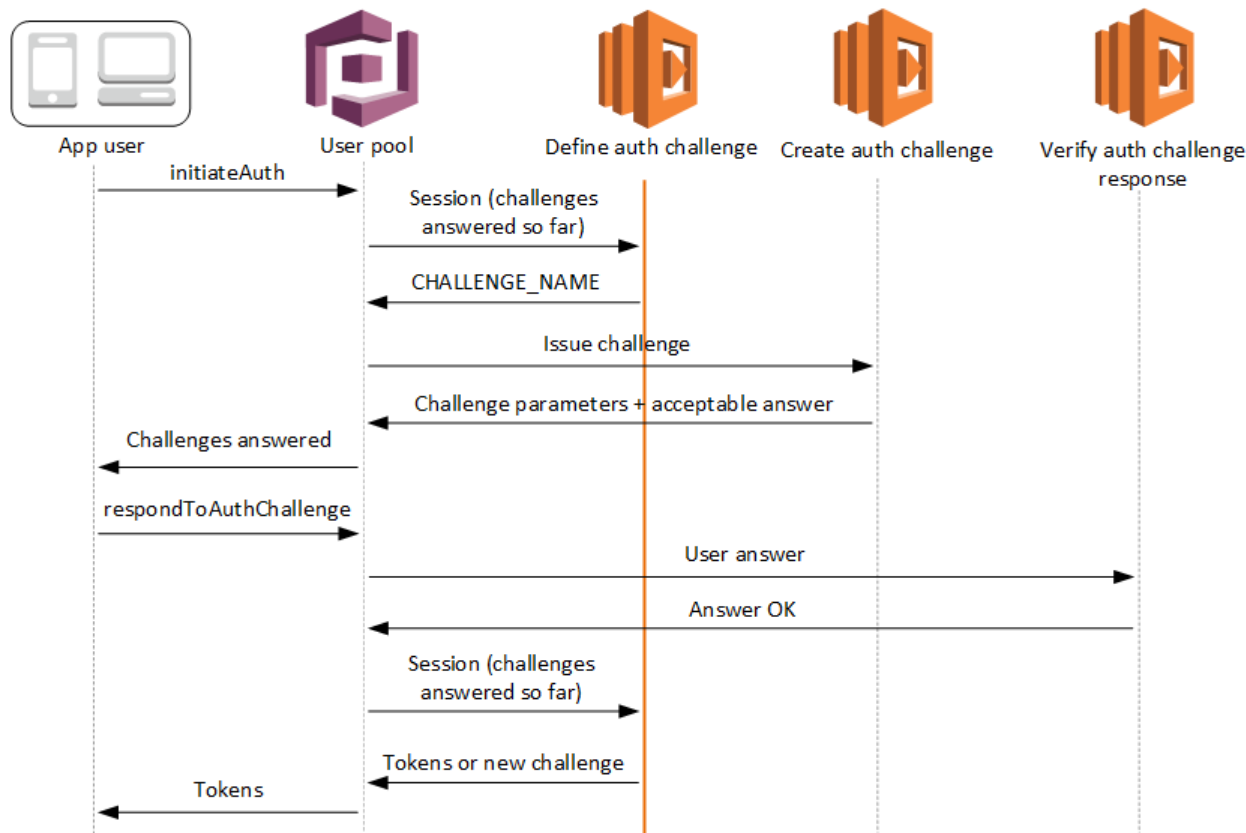 App user
User pool
Define auth challenge
Create auth challenge
Verify auth challenge
response
initiateAuth
Session (challenges
answered so far)
CHALLENGE_NAME
Issue challenge
Challenge parameters + acceptable answer
Challenges answered
respondToAuthChallenge
User answer
Answer OK
Session (challenges
answered so far)
Tokens or new challenge
Tokens